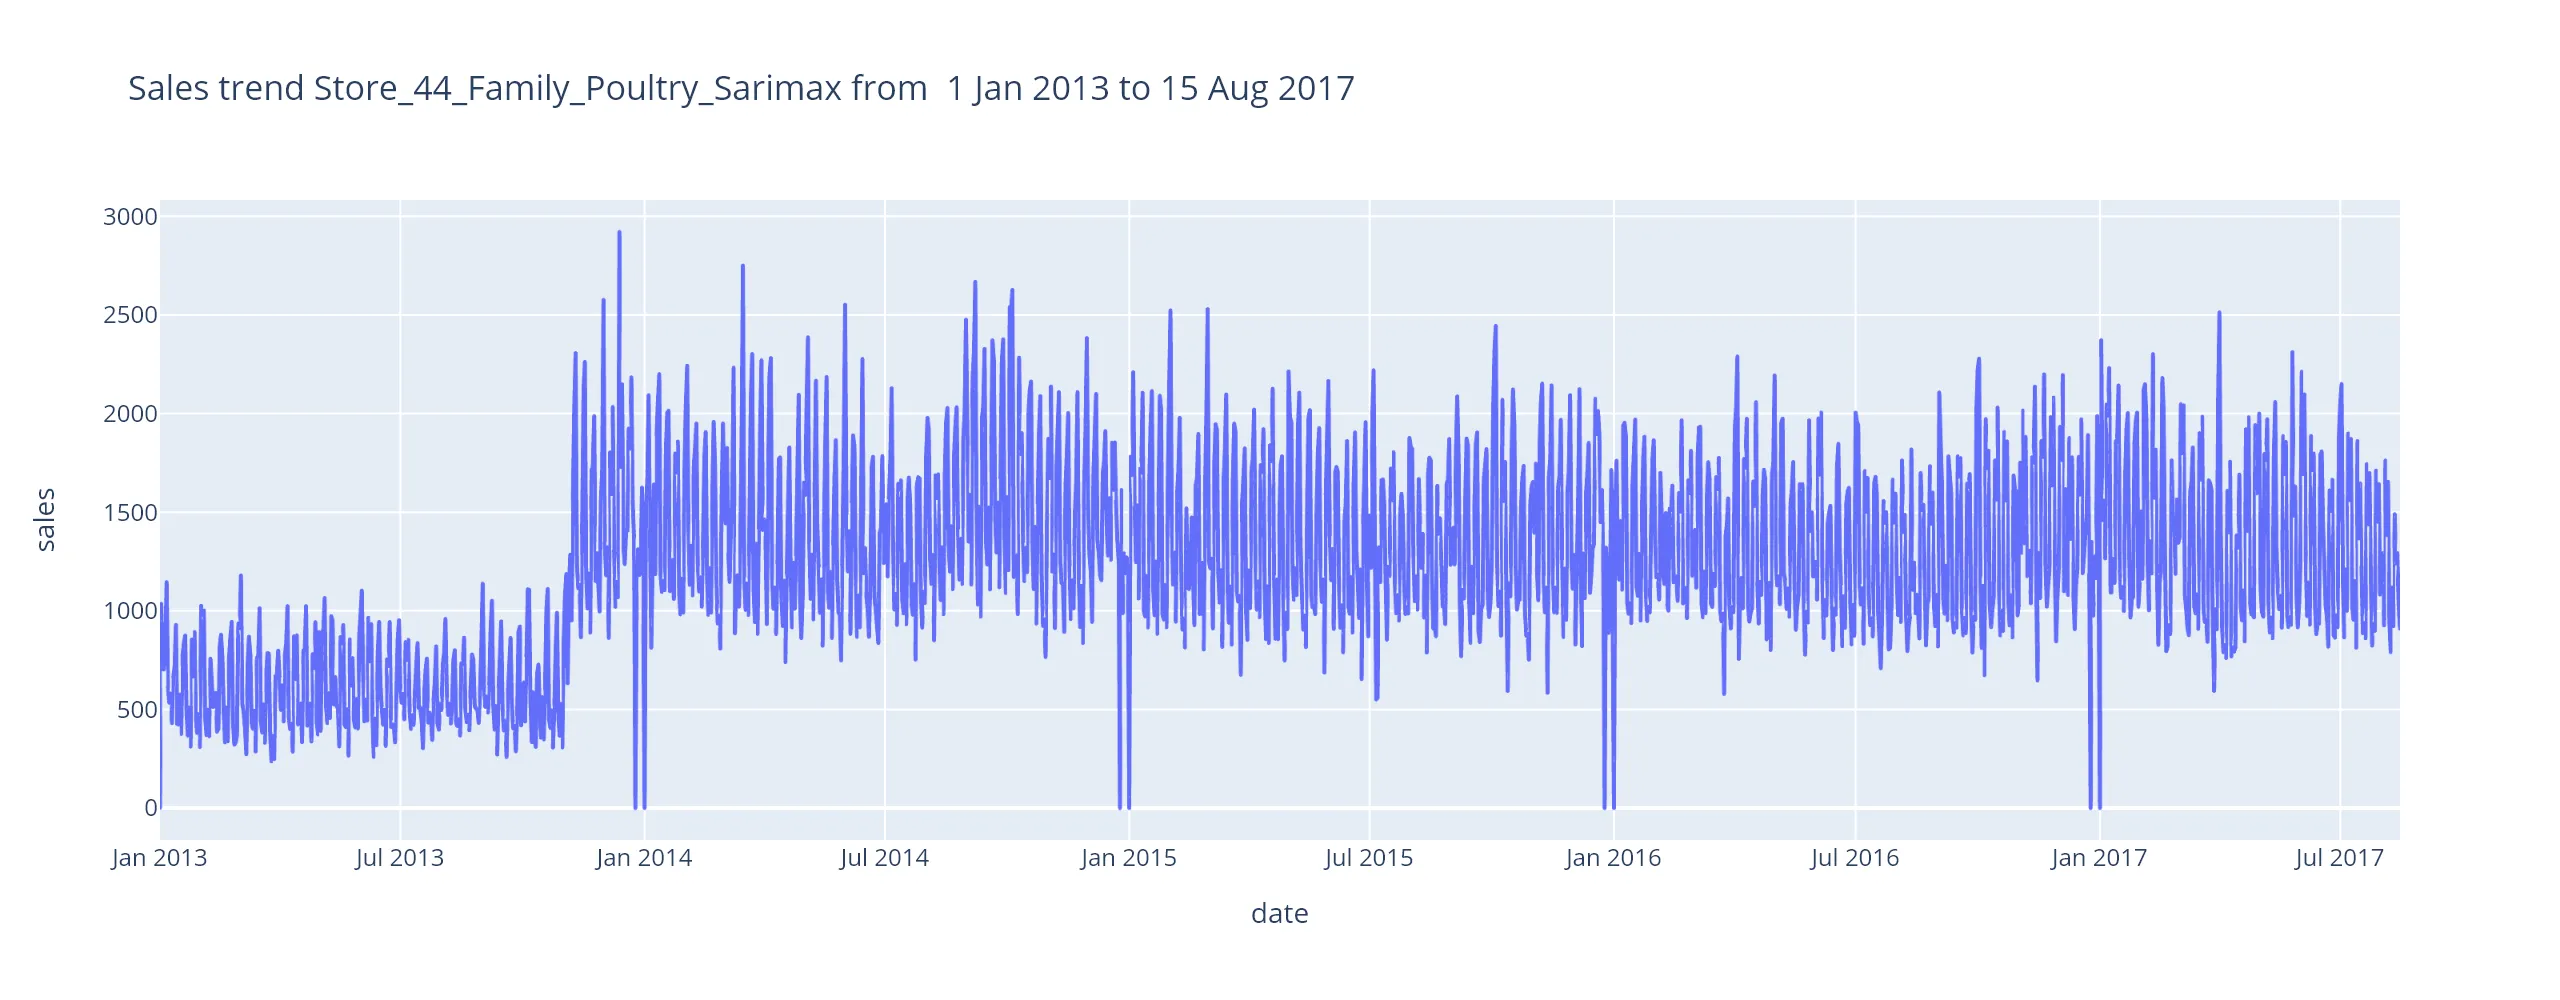 Sales trend Store_44_Family_Poultry_Sarimax from  1 Jan 2013 to 15 Aug 2017
3000
2500
2000
1500
1000
500
0
sales
Jan 2013 Jul 2013 Jan 2014 Jul 2014 Jan 2015 Jul 2015 Jan 2016 Jul 2016 Jan 2017 Jul 2017
date